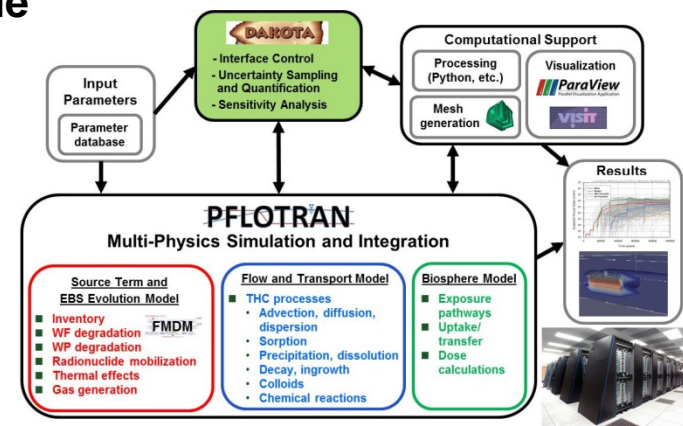 le
DAKOTA
- Interface Control
- Uncertainty Sampling
and Quantification
- Sensitivity Analysis
Input
Parameters
Parameter
database
Computational Support
Processing
(Python, etc.)
Mesh
generation
Visualization
ParaView
Parallel Visualization Application
VISIT
Results
PFLOTRAN
Multi-Physics Simulation and Integration
Source Term and
EBS Evolution Model
■ Inventory
■ WF degradation
FMDM
■ WP degradation
■ Radionuclide mobilization
■ Thermal effects
■ Gas generation
Flow and Transport Model
■ THC processes
• Advection, diffusion,
dispersion
• Sorption
• Precipitation, dissolution
• Decay, ingrowth
• Colloids
• Chemical reactions
Biosphere Model
■ Exposure
pathways
■ Uptake/
transfer
■ Dose
calculations